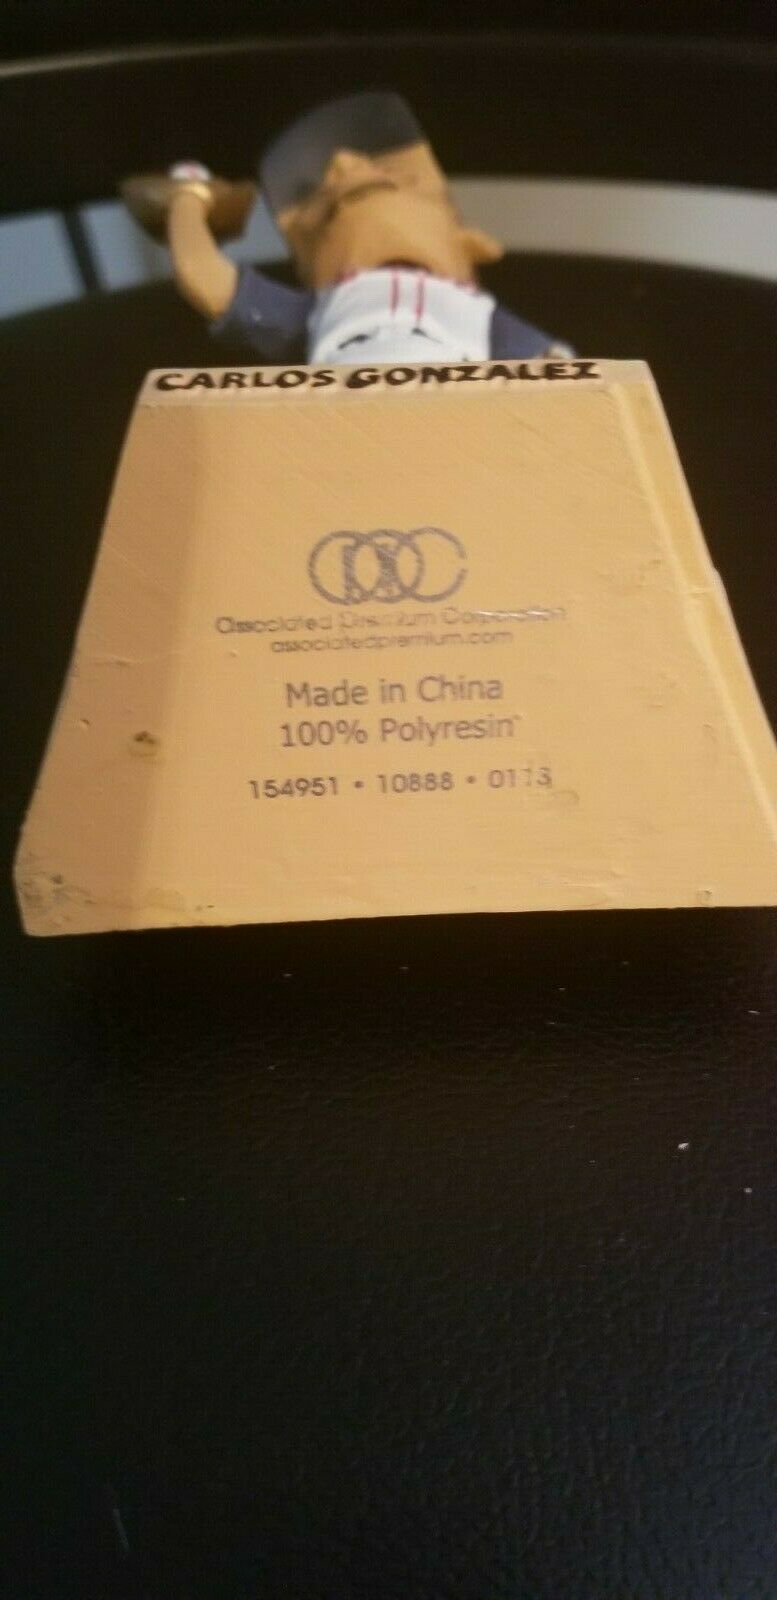 CARLOS GONZALEZ
Associated Premium Corporation
associatedpremium.com
Made in China
100% Polyresin
154951 • 10888 • 0113